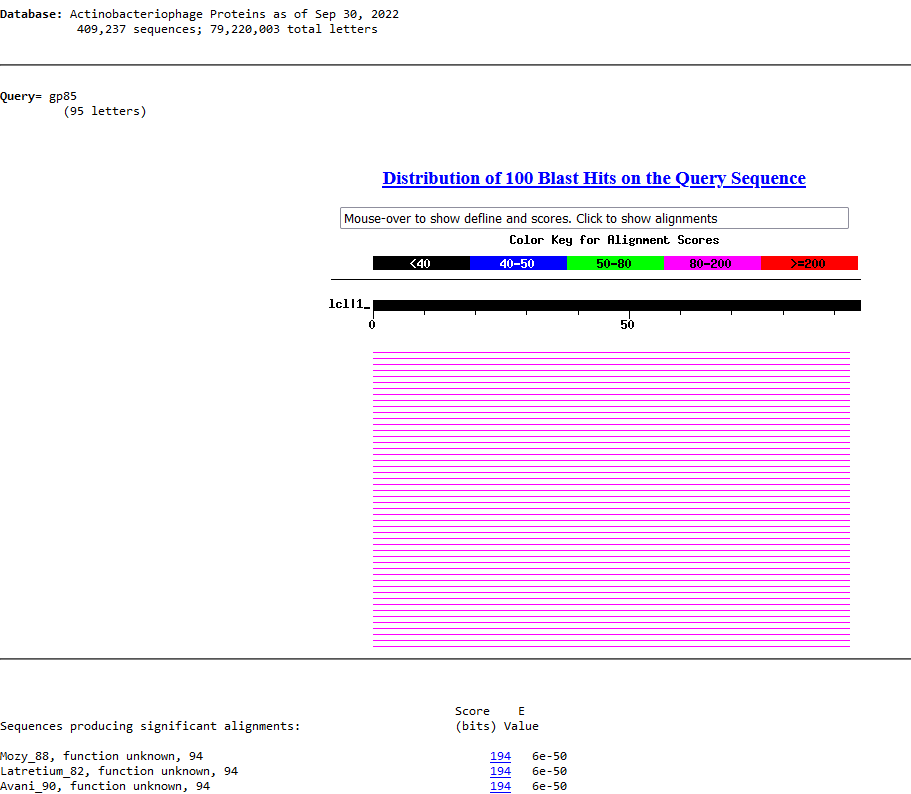 Database: Actinobacteriophage Proteins as of Sep 30, 2022
409,237 sequences; 79,220,003 total letters
Query= gp85
(95 letters)
Distribution of 100 Blast Hits on the Query Sequence
Mouse-over to show defline and scores. Click to show alignments
Color Key for Alignment Scores
<40 40-50 50-80 80-200 >=200
lcl|1_
0 50
Score E
Sequences producing significant alignments: (bits) Value
Mozy_88, function unknown, 94 194 6e-50
Latretium_82, function unknown, 94 194 6e-50
Avani_90, function unknown, 94 194 6e-50